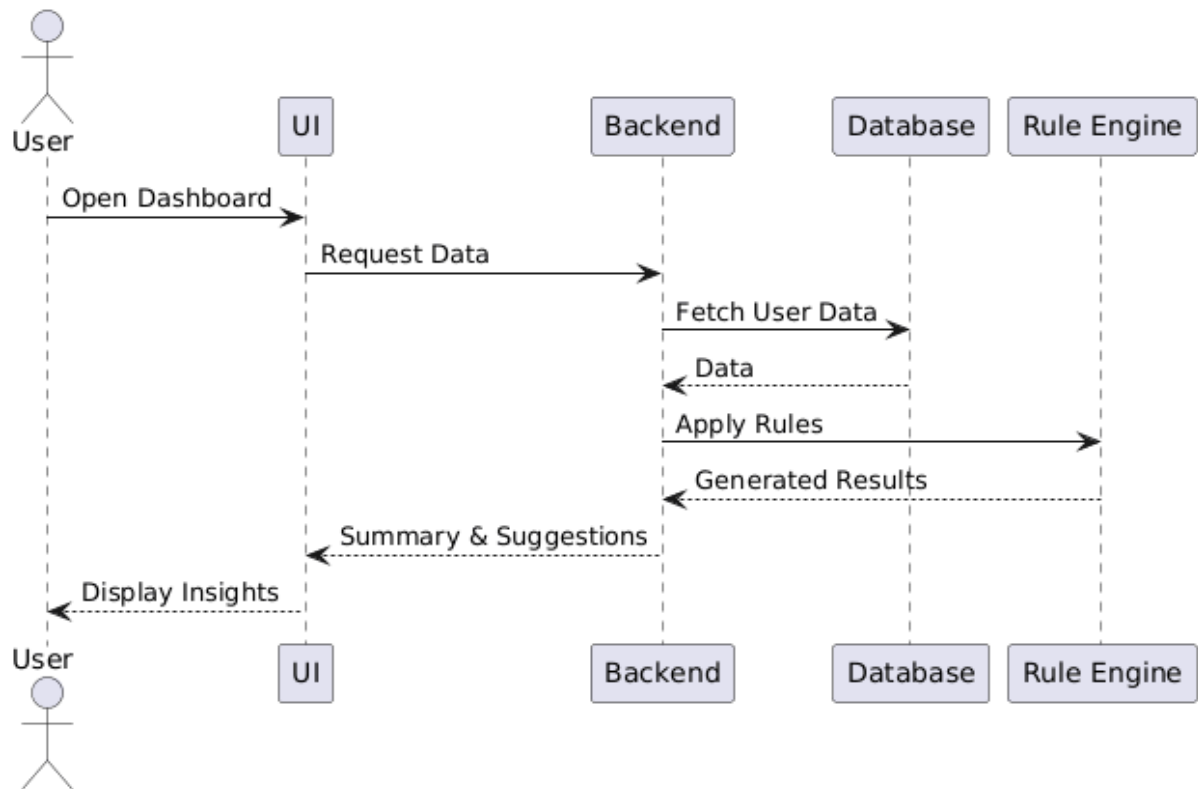 User
UI
Backend
Database
Rule Engine
Open Dashboard
Request Data
Fetch User Data
Data
Apply Rules
Generated Results
Summary & Suggestions
Display Insights
User
UI
Backend
Database
Rule Engine